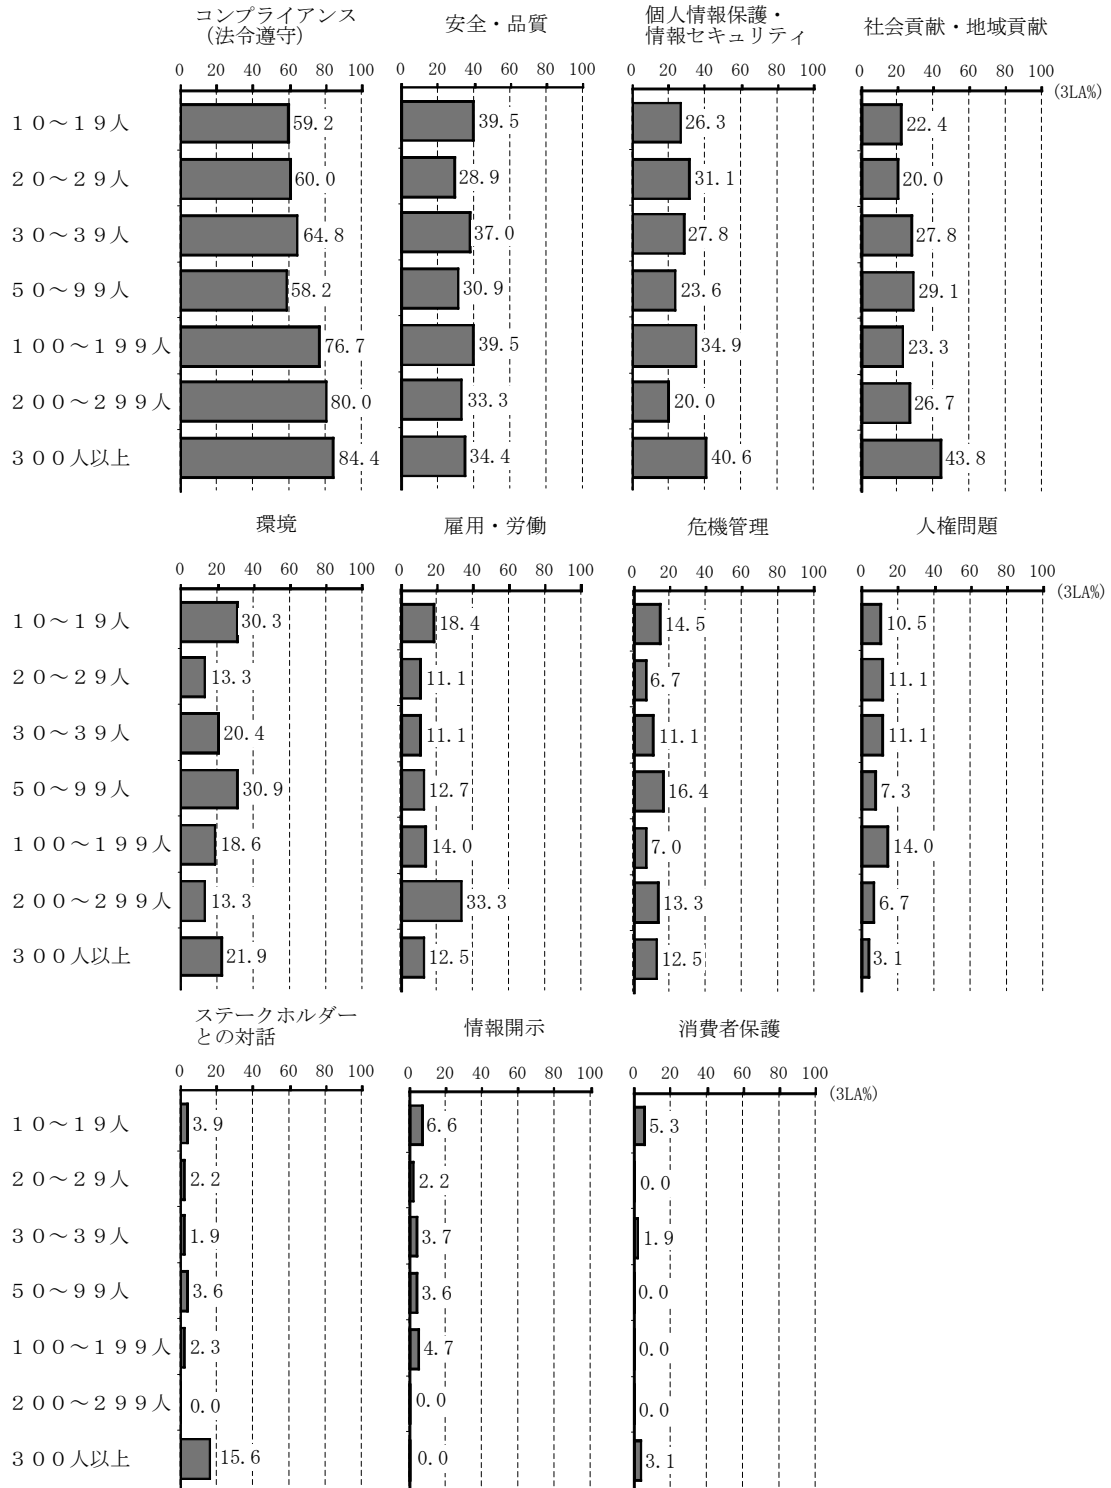 コンプライアンス
（法令遵守）
安全・品質
個人情報保護・
情報セキュリティ
社会貢献・地域貢献
0 20 40 60 80 100 0 20 40 60 80 100 0 20 40 60 80 100 0 20 40 60 80 100
(3LA%)
１０～１９人 59.2 39.5 26.3 22.4
２０～２９人 60.0 28.9 31.1 20.0
３０～３９人 64.8 37.0 27.8 27.8
５０～９９人 58.2 30.9 23.6 29.1
１００～１９９人 76.7 39.5 34.9 23.3
２００～２９９人 80.0 33.3 20.0 26.7
３００人以上 84.4 34.4 40.6 43.8
環境 雇用・労働 危機管理 人権問題
0 20 40 60 80 100 0 20 40 60 80 100 0 20 40 60 80 100 0 20 40 60 80 100
(3LA%)
１０～１９人 30.3 18.4 14.5 10.5
２０～２９人 13.3 11.1 6.7 11.1
３０～３９人 20.4 11.1 11.1 11.1
５０～９９人 30.9 12.7 16.4 7.3
１００～１９９人 18.6 14.0 7.0 14.0
２００～２９９人 13.3 33.3 13.3 6.7
３００人以上 21.9 12.5 12.5 3.1
ステークホルダー
との対話
情報開示 消費者保護
0 20 40 60 80 100 0 20 40 60 80 100 0 20 40 60 80 100
(3LA%)
１０～１９人 3.9 6.6 5.3
２０～２９人 2.2 2.2 0.0
３０～３９人 1.9 3.7 1.9
５０～９９人 3.6 3.6 0.0
１００～１９９人 2.3 4.7 0.0
２００～２９９人 0.0 0.0 0.0
３００人以上 15.6 0.0 3.1